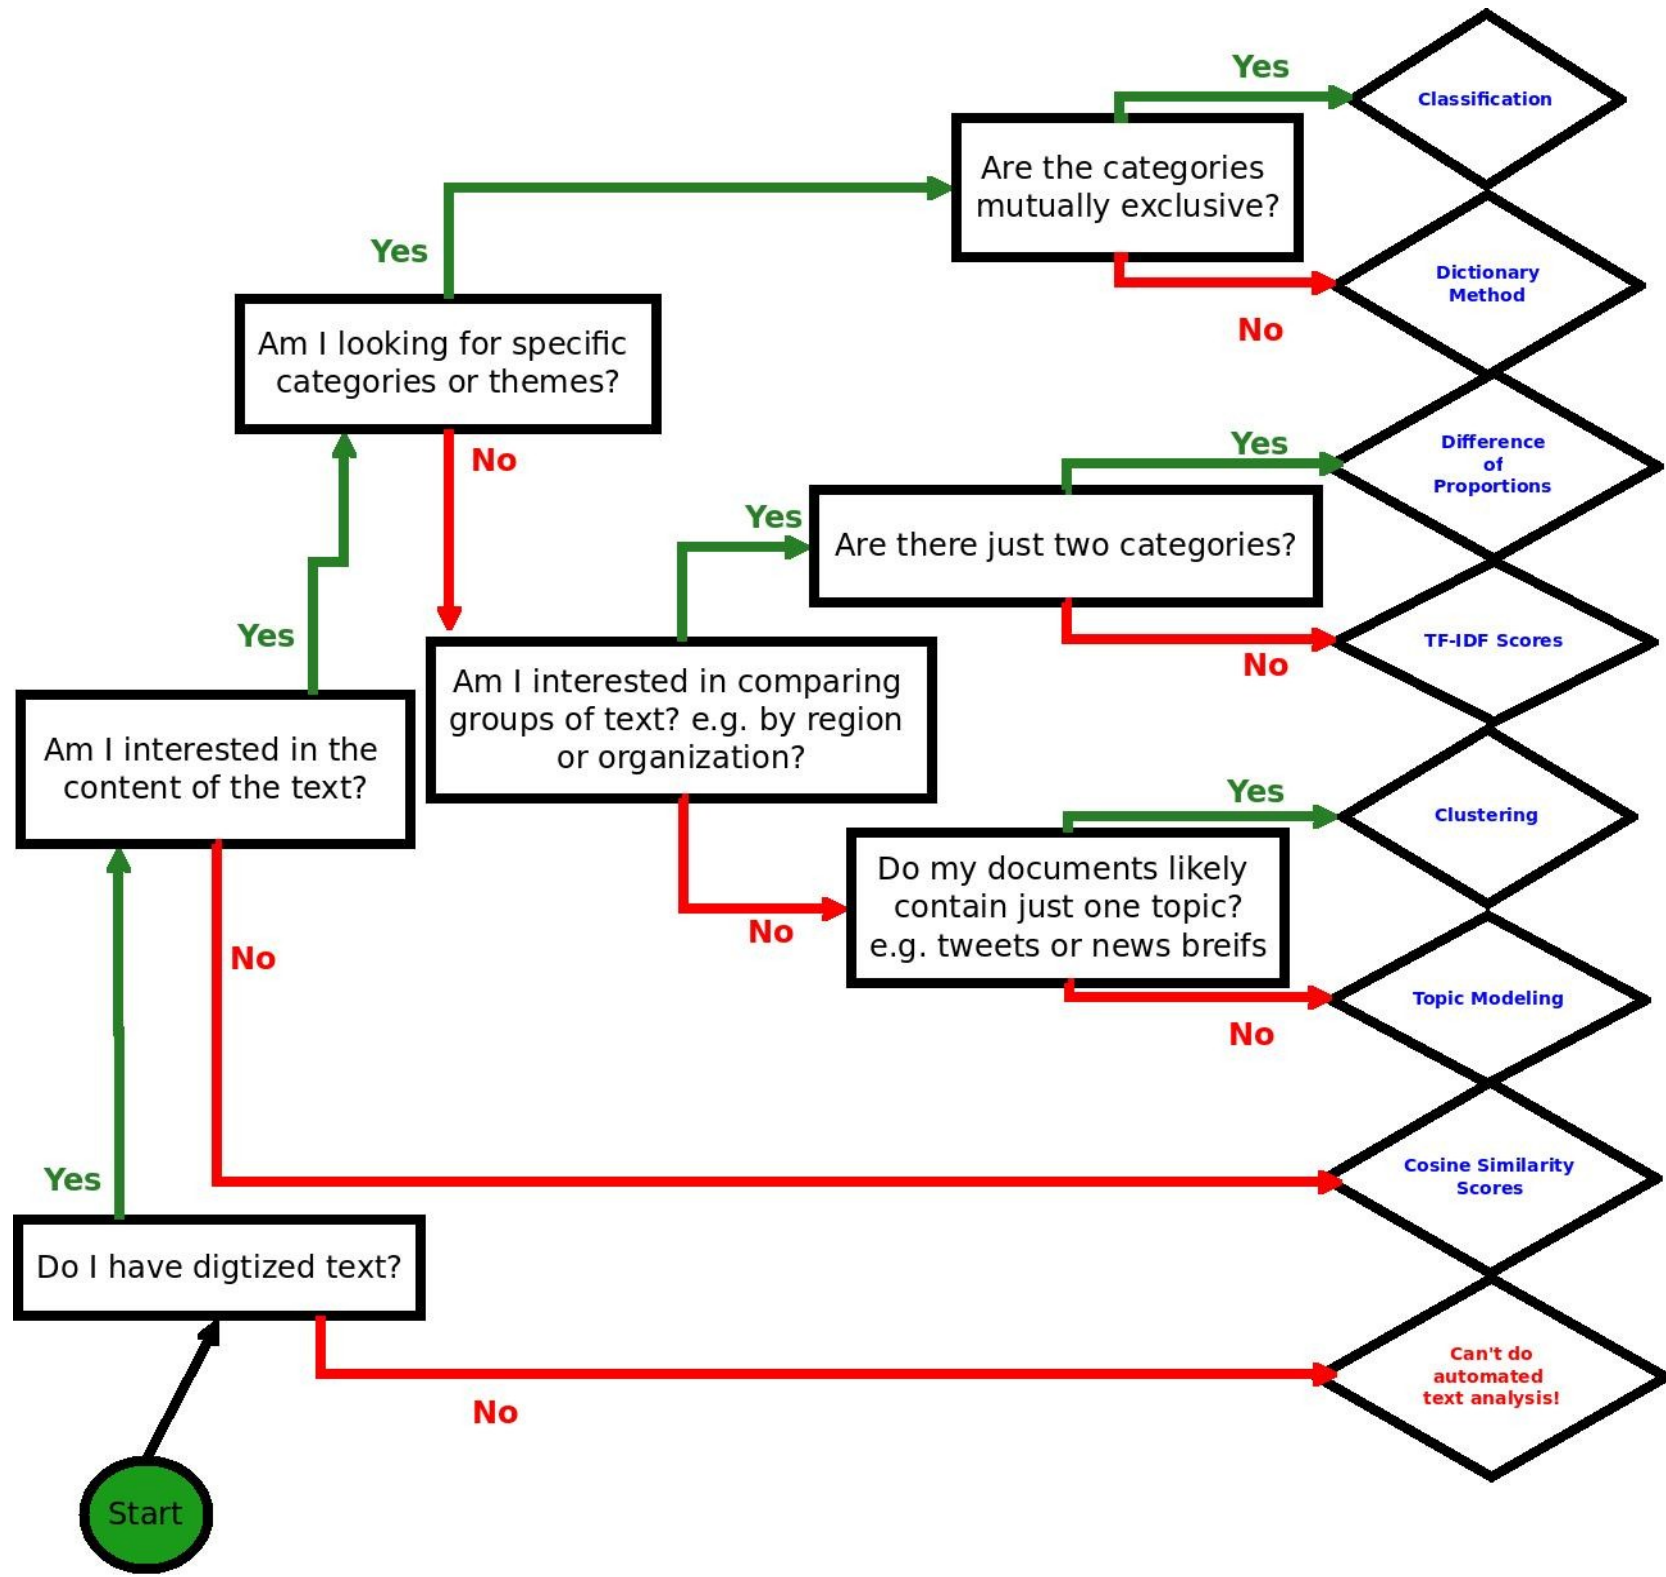 Yes
Classification
Are the categories
mutually exclusive?
Yes
Dictionary
Method
No
Am I looking for specific
categories or themes?
No
Yes
Difference
of
Proportions
Yes
Are there just two categories?
Yes
TF-IDF Scores
No
Am I interested in comparing
groups of text? e.g. by region
or organization?
Am I interested in the
content of the text?
Yes
Clustering
Do my documents likely
contain just one topic?
e.g. tweets or news breifs
No
No
Topic Modeling
No
Yes
Cosine Similarity
Scores
Do I have digtized text?
Can't do
automated
text analysis!
No
Start